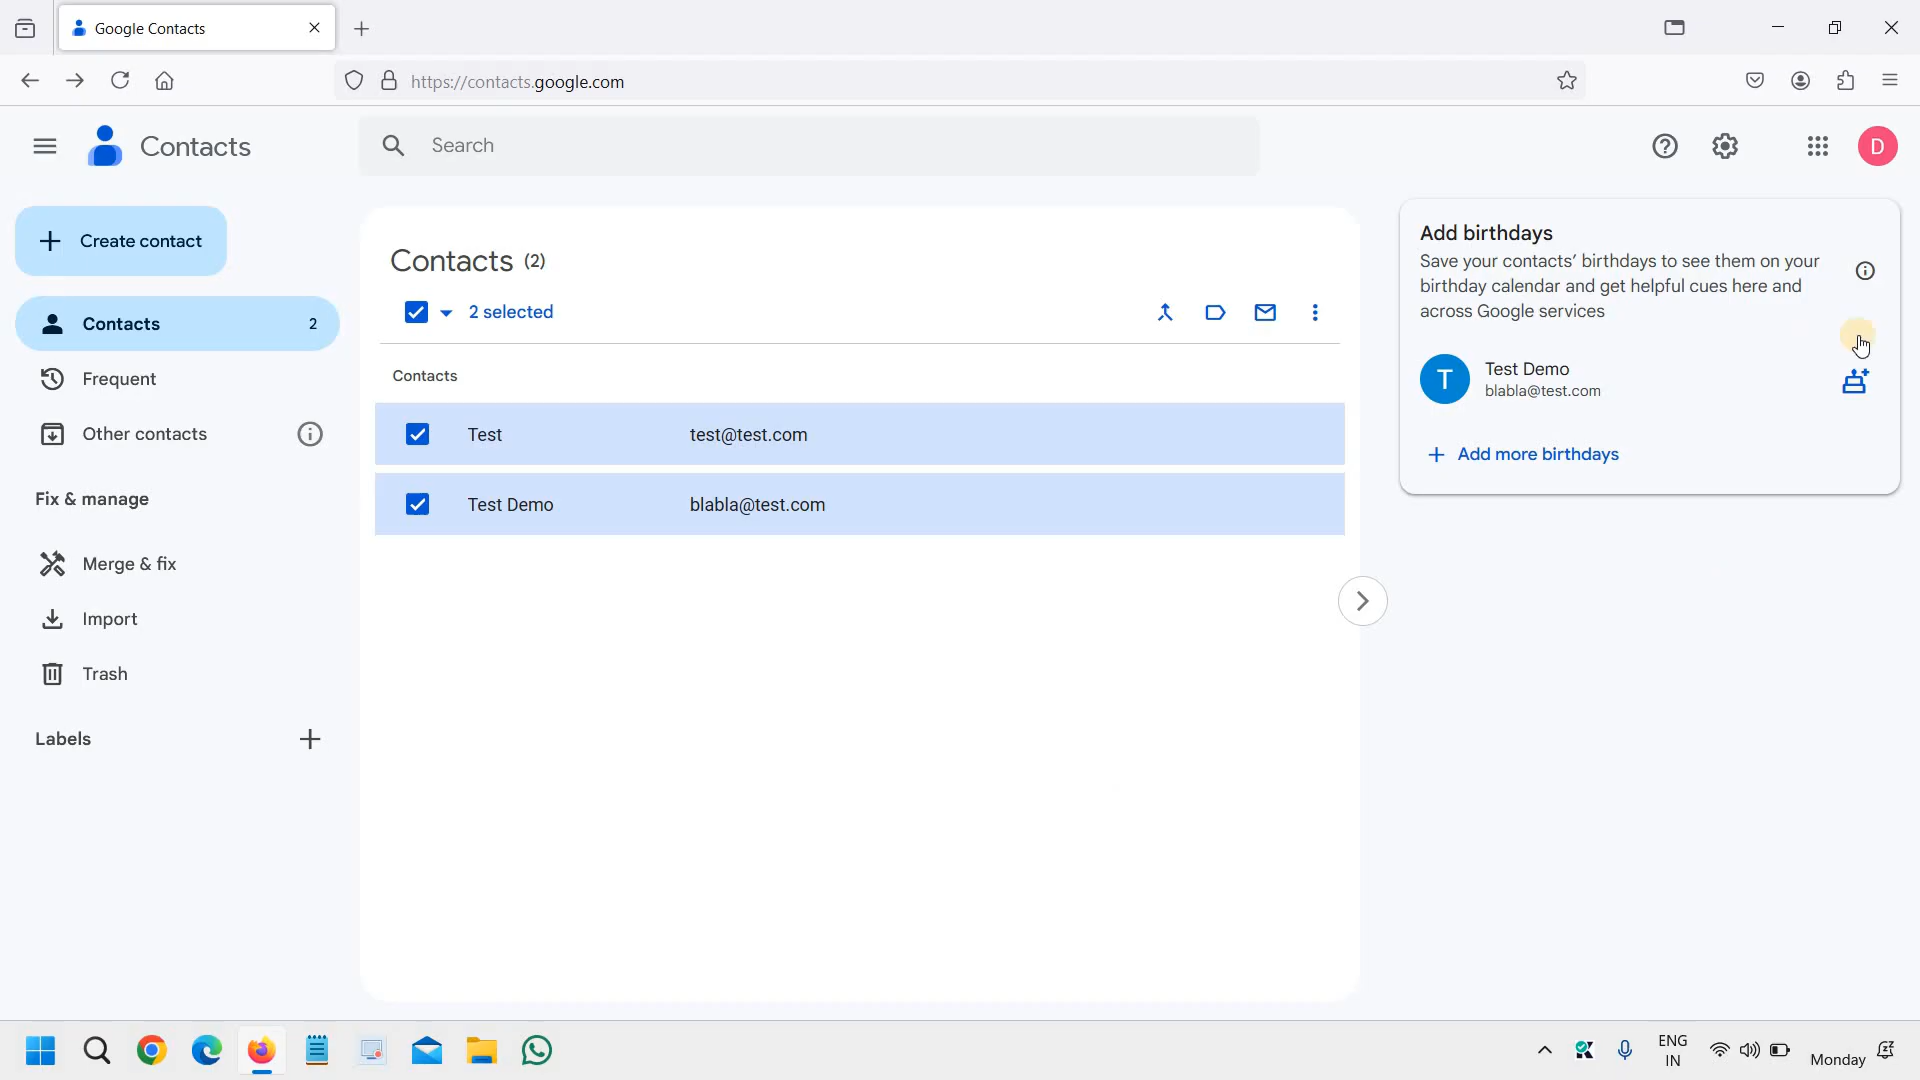 Google Contacts
https://contacts.google.com
Contacts
Search
D
Create contact
Contacts 2
Frequent
Other contacts
Fix & manage
Merge & fix
Import
Trash
Labels
Contacts (2)
2 selected
Contacts
Test test@test.com
Test Demo blabla@test.com
Add birthdays
Save your contacts’ birthdays to see them on your
birthday calendar and get helpful cues here and
across Google services
T
Test Demo
blabla@test.com
Add more birthdays
ENG
IN
Monday